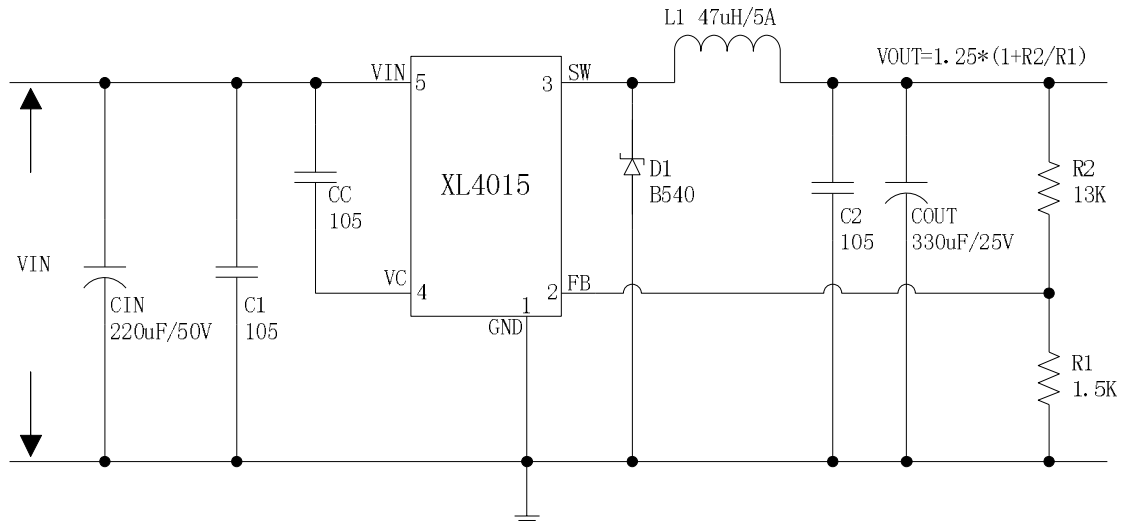 L1 47uH/5A
VOUT=1.25*(1+R2/R1)
VIN
5
3
SW
XL4015
CC
105
D1
B540
R2
13K
C2
105
COUT
330uF/25V
VIN
VC
4
2
FB
1
GND
CIN
220uF/50V
C1
105
R1
1.5K